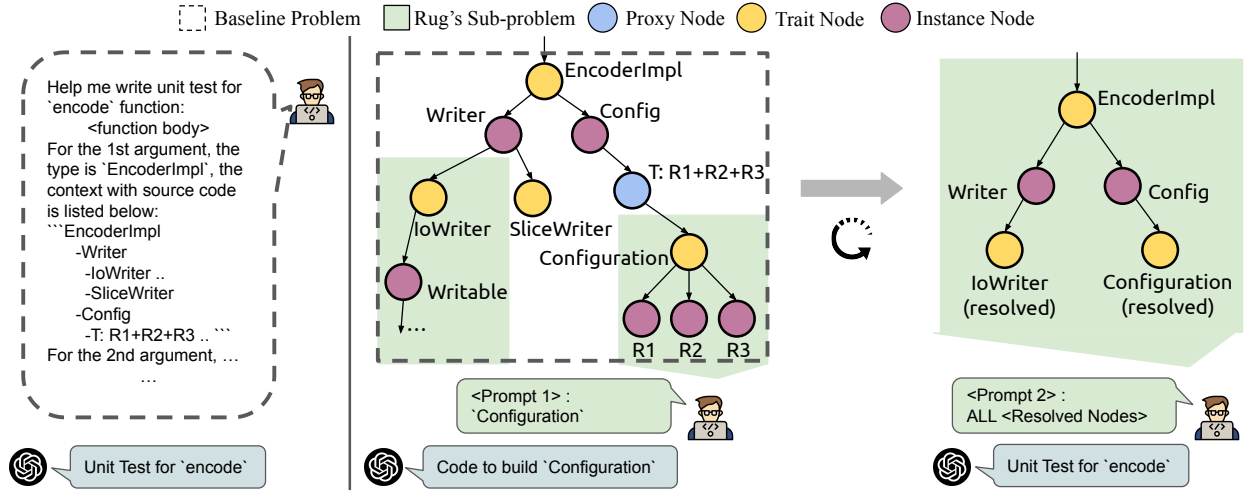 Baseline Problem
Rug's Sub-problem
Proxy Node
Trait Node
Instance Node
Help me write unit test for
`encode` function:
<function body>
For the 1st argument, the
type is `EncoderImpl`, the
context with source code
is listed below:
```EncoderImpl
-Writer
-IoWriter ..
-SliceWriter
-Config
-T: R1+R2+R3 .. ```
For the 2nd argument, …
…
Unit Test for `encode`
EncoderImpl
Writer
Config
T: R1+R2+R3
IoWriter
SliceWriter
Configuration
Writable
...
R1
R2
R3
<Prompt 1> :
`Configuration`
Code to build `Configuration`
EncoderImpl
Writer
Config
IoWriter
(resolved)
Configuration
(resolved)
<Prompt 2> :
ALL <Resolved Nodes>
Unit Test for `encode`